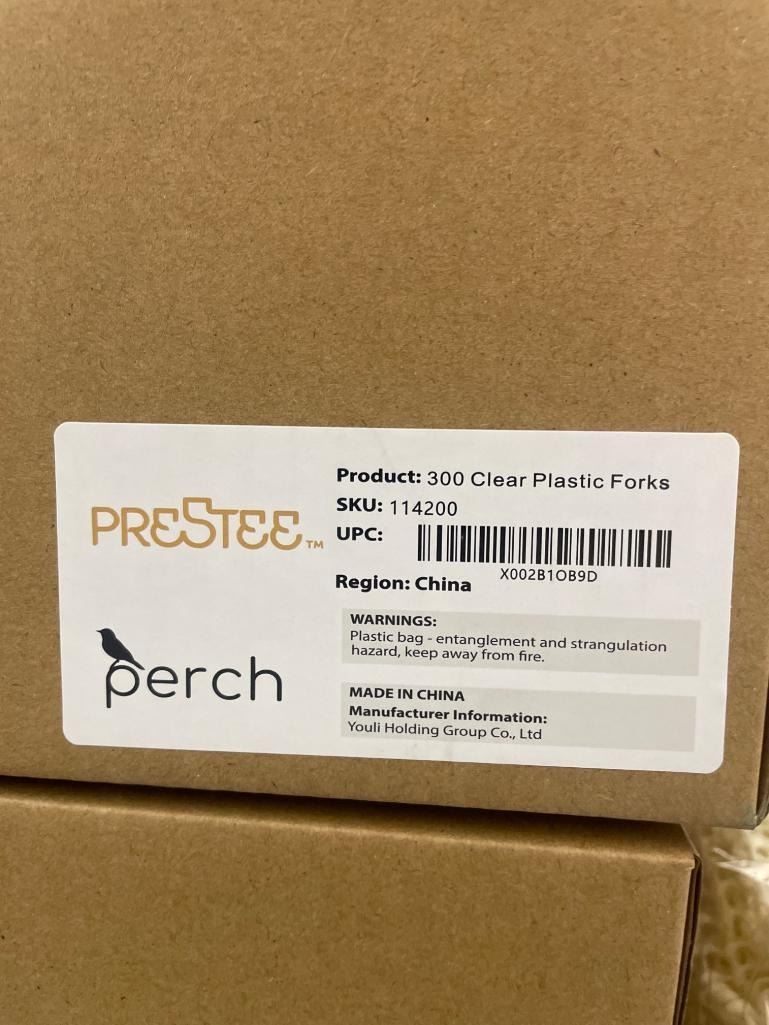 PRESTEE™
perch
Product: 300 Clear Plastic Forks
SKU: 114200
UPC:
X002B1OB9D
Region: China
WARNINGS:
Plastic bag - entanglement and strangulation
hazard, keep away from fire.
MADE IN CHINA
Manufacturer Information:
Youli Holding Group Co., Ltd